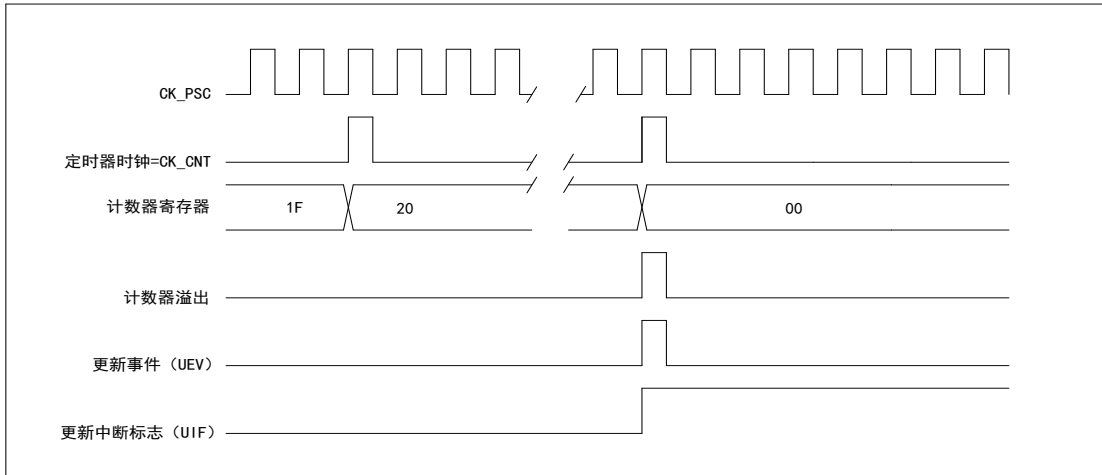 CK_PSC
定时器时钟=CK_CNT
计数器寄存器 1F 20 00
计数器溢出
更新事件（UEV）
更新中断标志（UIF）